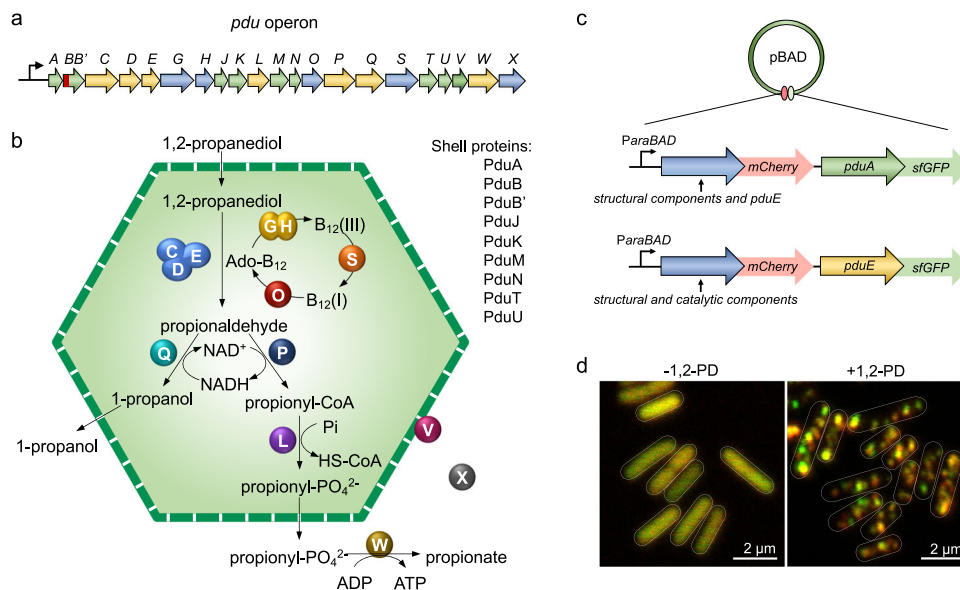 a
pdu operon
A B B' C D E G H J K L M N O P Q S T U V W X
b
1,2-propanediol
1,2-propanediol
C
D
E
G H
B12(III)
Ado-B12
S
O
B12(I)
propionaldehyde
Q
NAD+
P
NADH
1-propanol
1-propanol
propionyl-CoA
L
Pi
HS-CoA
propionyl-PO4²-
V
X
propionyl-PO4²-
W
propionate
ADP
ATP
Shell proteins:
PduA
PduB
PduB'
PduJ
PduK
PduM
PduN
PduT
PduU
c
pBAD
ParaBAD
mCherry
pduA
sfGFP
structural components and pduE
ParaBAD
mCherry
pduE
sfGFP
structural and catalytic components
d
-1,2-PD
+1,2-PD
2 µm
2 µm